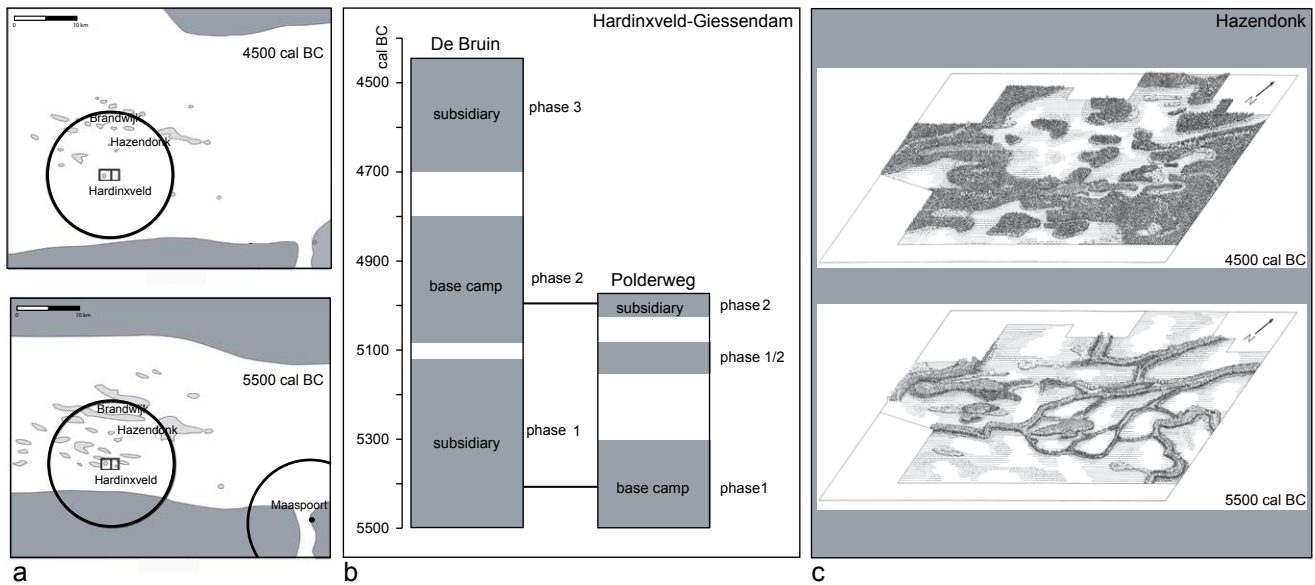 0 10 km
4500 cal BC
Brandwijk
Hazendonk
Hardinxveld
0 10 km
5500 cal BC
Brandwijk
Hazendonk
Hardinxveld
Maaspoort
a
Hardinxveld-Giessendam
cal BC
De Bruin
4500
subsidiary
phase 3
4700
4900
base camp
phase 2
Polderweg
subsidiary
phase 2
5100
phase 1/2
5300
subsidiary
phase 1
base camp
phase1
5500
b
Hazendonk
N
4500 cal BC
N
5500 cal BC
c